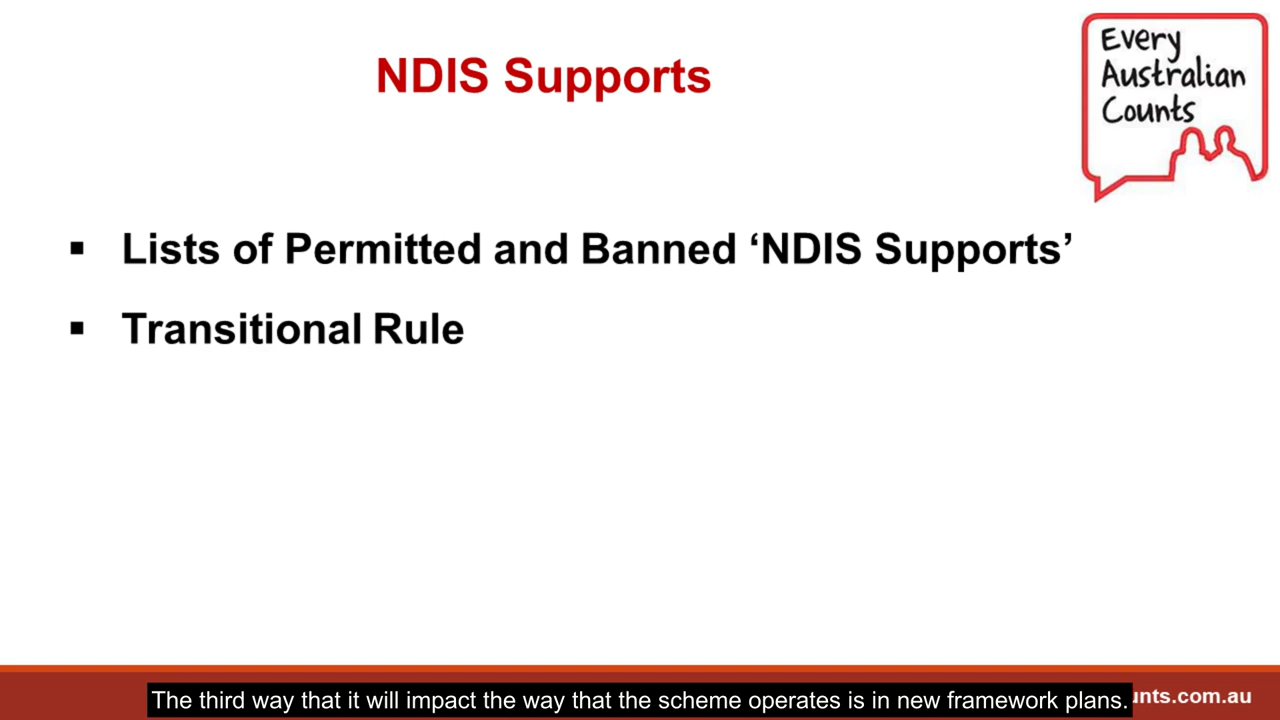 NDIS Supports
Every
Australian
Counts
▪ Lists of Permitted and Banned ‘NDIS Supports’
▪ Transitional Rule
The third way that it will impact the way that the scheme operates is in new framework plans.
unts.com.au